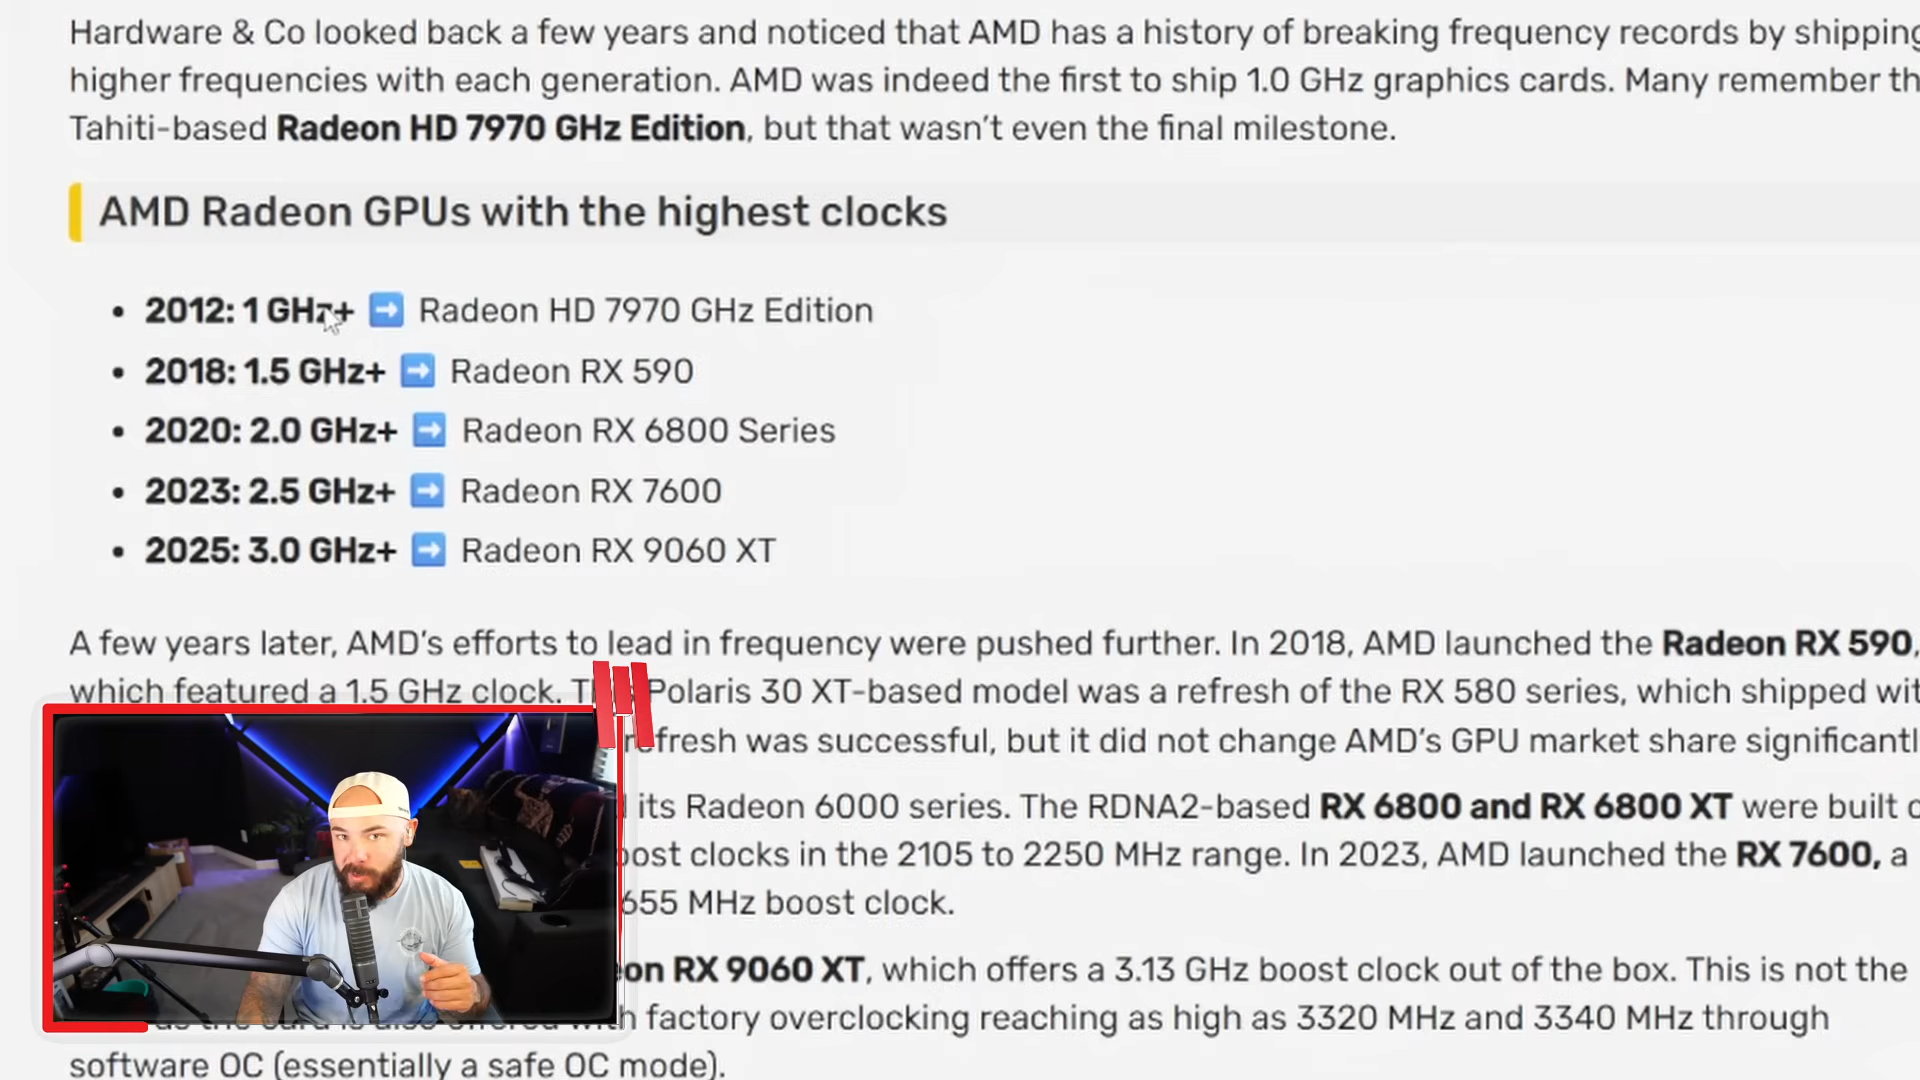 Hardware & Co looked back a few years and noticed that AMD has a history of breaking frequency records by shipping
higher frequencies with each generation. AMD was indeed the first to ship 1.0 GHz graphics cards. Many remember
Tahiti-based Radeon HD 7970 GHz Edition, but that wasn't even the final milestone.
AMD Radeon GPUs with the highest clocks
• 2012: 1 GHz+ ➡️ Radeon HD 7970 GHz Edition
• 2018: 1.5 GHz+ ➡️ Radeon RX 590
• 2020: 2.0 GHz+ ➡️ Radeon RX 6800 Series
• 2023: 2.5 GHz+ ➡️ Radeon RX 7600
• 2025: 3.0 GHz+ ➡️ Radeon RX 9060 XT
A few years later, AMD's efforts to lead in frequency were pushed further. In 2018, AMD launched the Radeon RX 590,
which featured a 1.5 GHz clock. Polaris 30 XT-based model was a refresh of the RX 580 series, which shipped
refresh was successful, but it did not change AMD's GPU market share
its Radeon 6000 series. The RDNA2-based RX 6800 and RX 6800 XT were built
clocks in the 2105 to 2250 MHz range. In 2023, AMD launched the RX 7600, a
655 MHz boost clock.
RX 9060 XT, which offers a 3.13 GHz boost clock out of the box. This is not the
factory overclocking reaching as high as 3320 MHz and 3340 MHz through
software OC (essentially a safe OC mode).